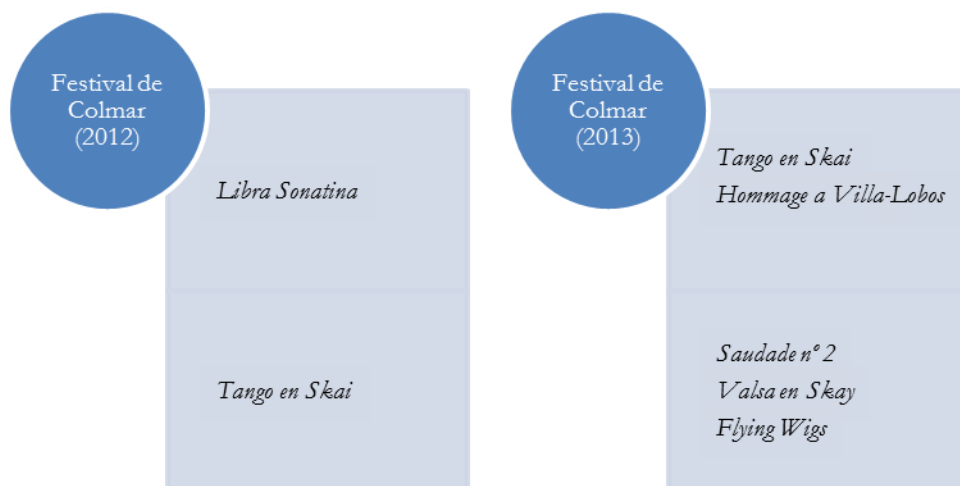 Festival de
Colmar
(2012)
Libra Sonatina
Tango en Skai
Festival de
Colmar
(2013)
Tango en Skai
Hommage a Villa-Lobos
Saudade nº 2
Valsa en Skay
Flying Wigs